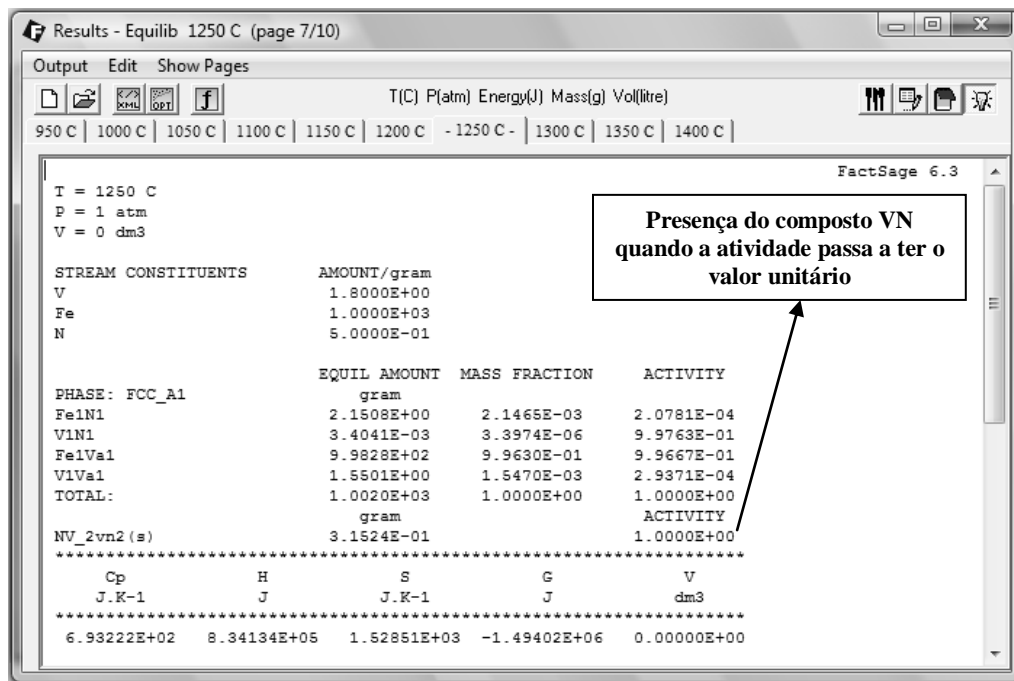 Results - Equilib 1250 C (page 7/10)
Output Edit Show Pages
T(C) P(atm) Energy(J) Mass(g) Vol(litre)
950 C | 1000 C | 1050 C | 1100 C | 1150 C | 1200 C - 1250 C - | 1300 C | 1350 C | 1400 C |
FactSage 6.3
T = 1250 C
P = 1 atm
V = 0 dm3
Presença do composto VN
quando a atividade passa a ter o
valor unitário
STREAM CONSTITUENTS AMOUNT/gram
V 1.8000E+00
Fe 1.0000E+03
N 5.0000E-01
EQUIL AMOUNT MASS FRACTION ACTIVITY
PHASE: FCC_A1 gram
Fe1N1 2.1508E+00 2.1465E-03 2.0781E-04
V1N1 3.4041E-03 3.3974E-06 9.9763E-01
Fe1Va1 9.9828E+02 9.9630E-01 9.9667E-01
V1Va1 1.5501E+00 1.5470E-03 2.9371E-04
TOTAL: 1.0020E+03 1.0000E+00 1.0000E+00
gram ACTIVITY
NV_2vn2(s) 3.1524E-01 1.0000E+00
********************************************************************
Cp H S G V
J.K-1 J J.K-1 J dm3
********************************************************************
6.93222E+02 8.34134E+05 1.52851E+03 -1.49402E+06 0.00000E+00